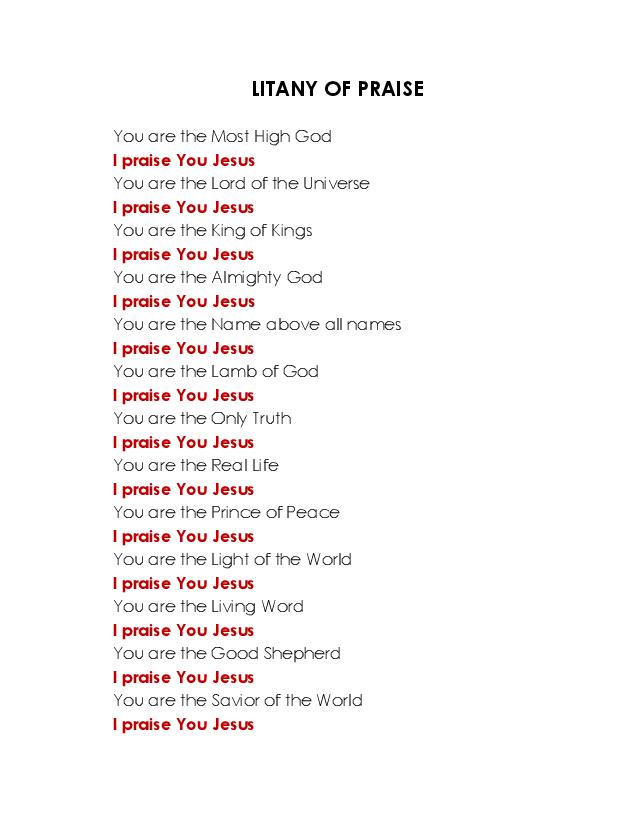 LITANY OF PRAISE
You are the Most High God
I praise You Jesus
You are the Lord of the Universe
I praise You Jesus
You are the King of Kings
I praise You Jesus
You are the Almighty God
I praise You Jesus
You are the Name above all names
I praise You Jesus
You are the Lamb of God
I praise You Jesus
You are the Only Truth
I praise You Jesus
You are the Real Life
I praise You Jesus
You are the Prince of Peace
I praise You Jesus
You are the Light of the World
I praise You Jesus
You are the Living Word
I praise You Jesus
You are the Good Shepherd
I praise You Jesus
You are the Savior of the World
I praise You Jesus